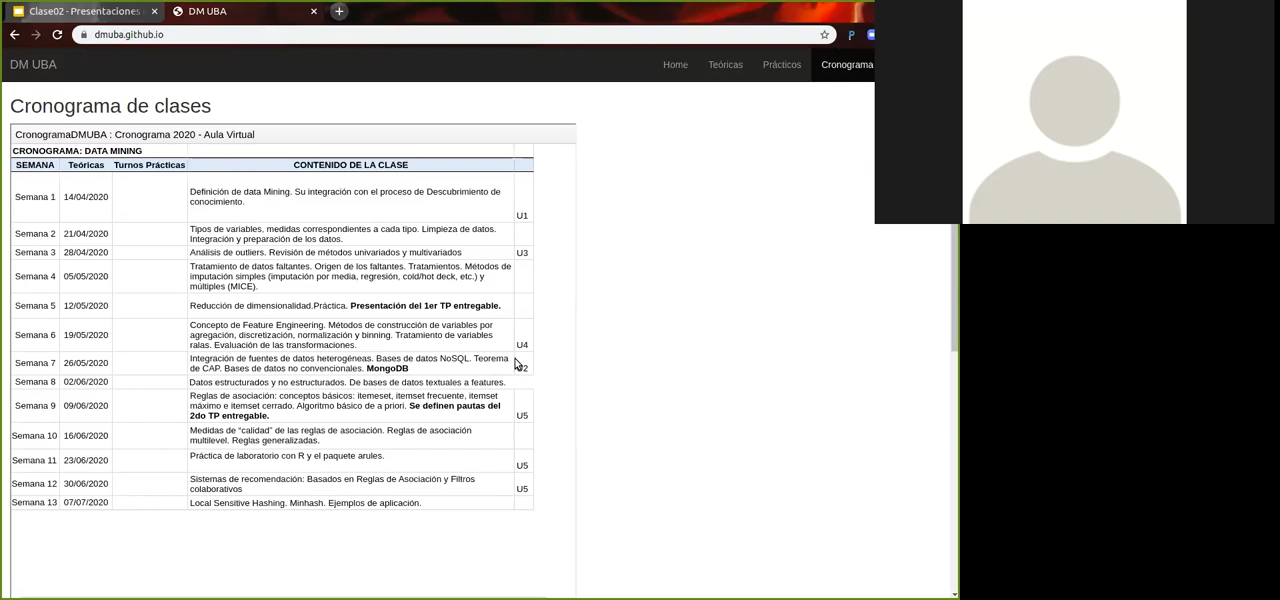 Clase02 - Presentaciones
DM UBA
dmuba.github.io
DM UBA
Home
Teóricas
Prácticos
Cronograma
Cronograma de clases
CronogramaDMUBA : Cronograma 2020 - Aula Virtual
CRONOGRAMA: DATA MINING
SEMANA Teóricas Turnos Prácticas CONTENIDO DE LA CLASE
Semana 1 14/04/2020 Definición de data Mining. Su integración con el proceso de Descubrimiento de
conocimiento.
U1
Semana 2 21/04/2020 Tipos de variables, medidas correspondientes a cada tipo. Limpieza de datos.
Integración y preparación de los datos.
Semana 3 28/04/2020 Análisis de outliers. Revisión de métodos univariados y multivariados U3
Semana 4 05/05/2020 Tratamiento de datos faltantes. Origen de los faltantes. Tratamientos. Métodos de
imputación simples (imputación por media, regresión, cold/hot deck, etc.) y
múltiples (MICE).
Semana 5 12/05/2020 Reducción de dimensionalidad.Práctica. Presentación del 1er TP entregable.
Semana 6 19/05/2020 Concepto de Feature Engineering. Métodos de construcción de variables por
agregación, discretización, normalización y binning. Tratamiento de variables
ralas. Evaluación de las transformaciones. U4
Semana 7 26/05/2020 Integración de fuentes de datos heterogéneas. Bases de datos NoSQL. Teorema
de CAP. Bases de datos no convencionales. MongoDB
Semana 8 02/06/2020 Datos estructurados y no estructurados. De bases de datos textuales a features.
Semana 9 09/06/2020 Reglas de asociación: conceptos básicos: itemeset, itemset frecuente, itemset
máximo e itemset cerrado. Algoritmo básico de a priori. Se definen pautas del
2do TP entregable. U5
Semana 10 16/06/2020 Medidas de “calidad” de las reglas de asociación. Reglas de asociación
multilevel. Reglas generalizadas.
Semana 11 23/06/2020 Práctica de laboratorio con R y el paquete arules.
U5
Semana 12 30/06/2020 Sistemas de recomendación: Basados en Reglas de Asociación y Filtros
colaborativos U5
Semana 13 07/07/2020 Local Sensitive Hashing. Minhash. Ejemplos de aplicación.